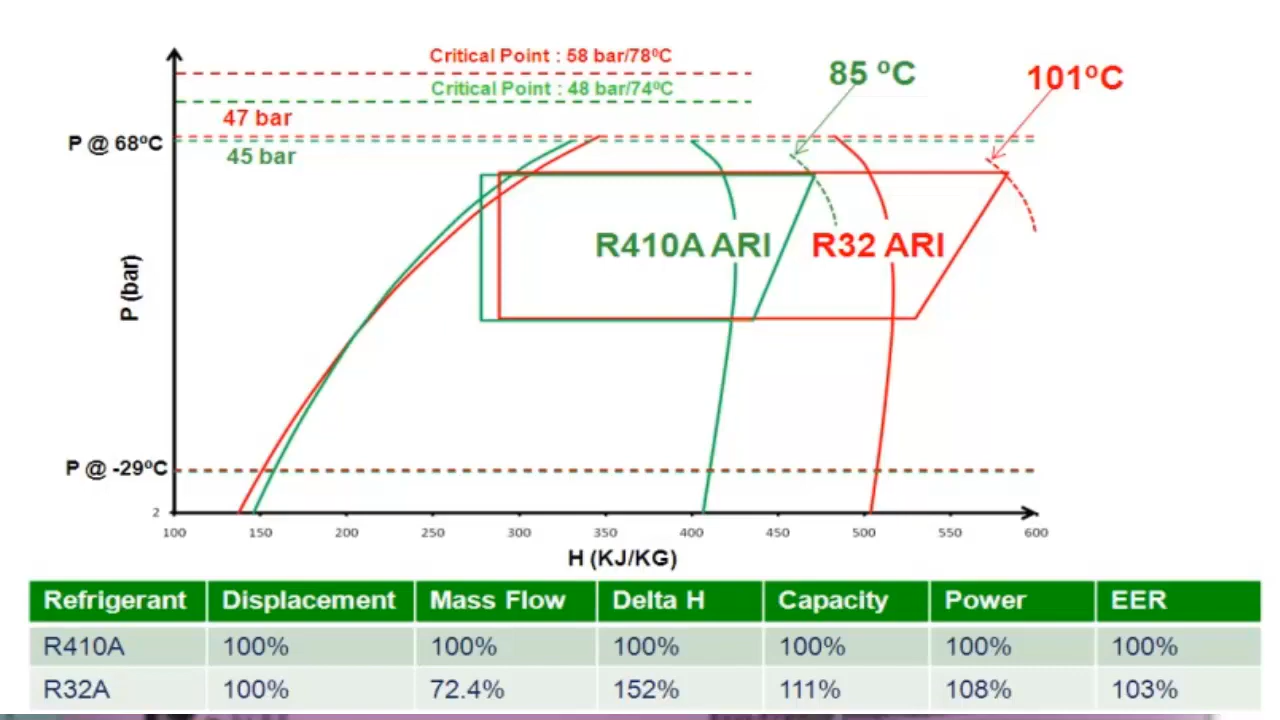 Critical Point : 58 bar/78ºC
Critical Point : 48 bar/74ºC
85 ºC
101ºC
47 bar
P @ 68ºC
45 bar
R410A ARI
R32 ARI
P (bar)
P @ -29ºC
2
100 150 200 250 300 350 400 450 500 550 600
H (KJ/KG)
Refrigerant Displacement Mass Flow Delta H Capacity Power EER
R410A 100% 100% 100% 100% 100% 100%
R32A 100% 72.4% 152% 111% 108% 103%